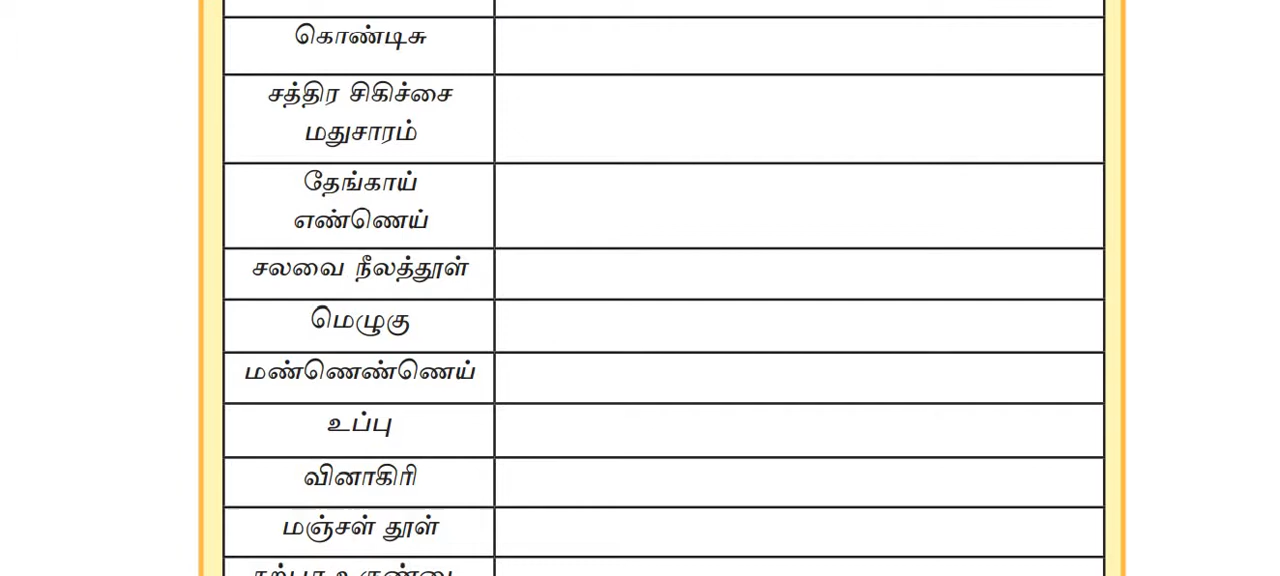 கொண்டிசு
சத்திர சிகிச்சை
மதுசாரம்
தேங்காய்
எண்ணெய்
சலவை நீலத்தூள்
மெழுகு
மண்ணெண்ணெய்
உப்பு
வினாகிரி
மஞ்சள் தூள்